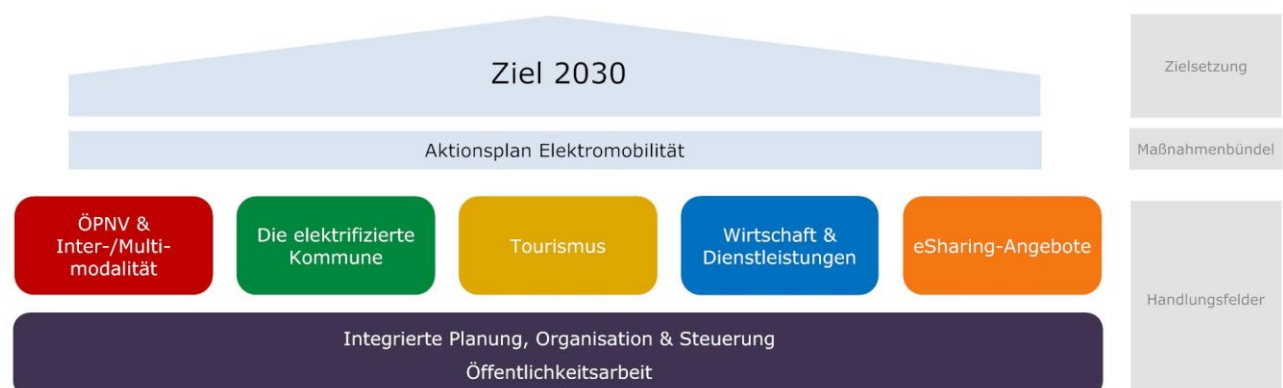 Ziel 2030
Zielsetzung
Aktionsplan Elektromobilität
Maßnahmenbündel
ÖPNV &
Inter-/Multi-
modalität
Die elektrifizierte
Kommune
Tourismus
Wirtschaft &
Dienstleistungen
eSharing-Angebote
Handlungsfelder
Integrierte Planung, Organisation & Steuerung
Öffentlichkeitsarbeit